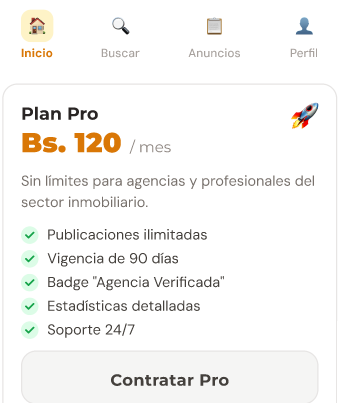 Inicio Buscar Anuncios Perfil
Plan Pro
Bs. 120 / mes
Sin límites para agencias y profesionales del
sector inmobiliario.
Publicaciones ilimitadas
Vigencia de 90 días
Badge "Agencia Verificada"
Estadísticas detalladas
Soporte 24/7
Contratar Pro